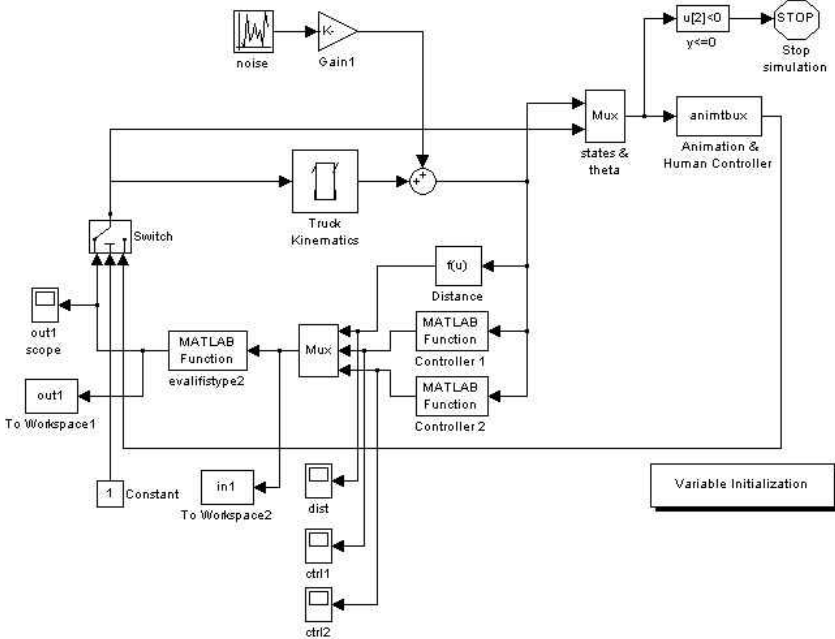 u[2]<0
STOP
y<=0
Stop
simulation
K-
noise
Gain1
Mux
animtbux
states &
theta
Animation &
Human Controller
++
Truck
Kinematics
Switch
f(u)
Distance
out1
scope
MATLAB
Function
evalifistype2
Mux
MATLAB
Function
Controller 1
MATLAB
Function
Controller 2
out1
To Workspace1
1
Constant
in1
To Workspace2
dist
Variable Initialization
ctrl1
ctrl2